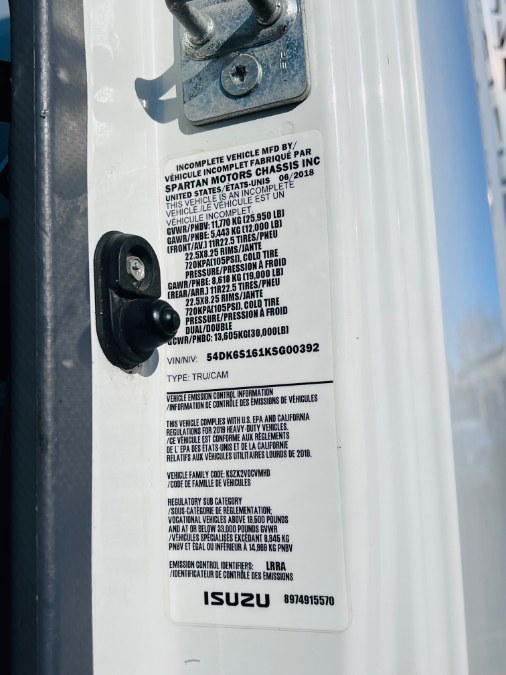 INCOMPLETE VEHICLE MFD BY/
VÉHICULE INCOMPLET FABRIQUÉ PAR
SPARTAN MOTORS CHASSIS INC
UNITED STATES/ÉTATS-UNIS 06/2018
THIS VEHICLE IS AN INCOMPLETE
VEHICLE /LE VÉHICULE EST UN
VÉHICULE INCOMPLET
GVWR/PNBV: 11,770 KG (25,950 LB)
GAWR/PNBE: 5,443 KG (12,000 LB)
(FRONT/AV.) 11R22.5 TIRES/PNEU
22.5X8.25 RIMS/JANTE
720KPA(105PSI), COLD TIRE
PRESSURE/PRESSION À FROID
GAWR/PNBE: 8,618 KG (19,000 LB)
(REAR/ARR.) 11R22.5 TIRES/PNEU
22.5X8.25 RIMS/JANTE
720KPA(105PSI), COLD TIRE
PRESSURE/PRESSION À FROID
DUAL/DOUBLE
GCWR/PNBC: 13,605KG(30,000LB)
VIN/NIV: 54DK6S161KSG00392
TYPE: TRU/CAM
VEHICLE EMISSION CONTROL INFORMATION
/INFORMATION DE CONTRÔLE DES ÉMISSIONS DE VÉHICULES
THIS VEHICLE COMPLIES WITH U.S. EPA AND CALIFORNIA
REGULATIONS FOR 2019 HEAVY-DUTY VEHICLES.
/CE VÉHICULE EST CONFORME AUX RÈGLEMENTS
DE L' EPA DES ÉTATS-UNIS ET DE LA CALIFORNIE
RELATIFS AUX VÉHICULES UTILITAIRES LOURDS DE 2019.
VEHICLE FAMILY CODE: KSZX2VOCVMHD
/CODE DE FAMILLE DE VÉHICULES
REGULATORY SUB CATEGORY
/SOUS-CATÉGORIE DE RÉGLEMENTATION:
VOCATIONAL VEHICLES ABOVE 19,500 POUNDS
AND AT OR BELOW 33,000 POUNDS GVWR
/VÉHICULES SPÉCIALISÉS EXCÉDANT 8,845 KG
PNBV ET ÉGAL OU INFÉRIEUR À 14,969 KG PNBV
EMISSION CONTROL IDENTIFIERS: LRRA
/IDENTIFICATEUR DE CONTRÔLE DES ÉMISSIONS
ISUZU 8974915570